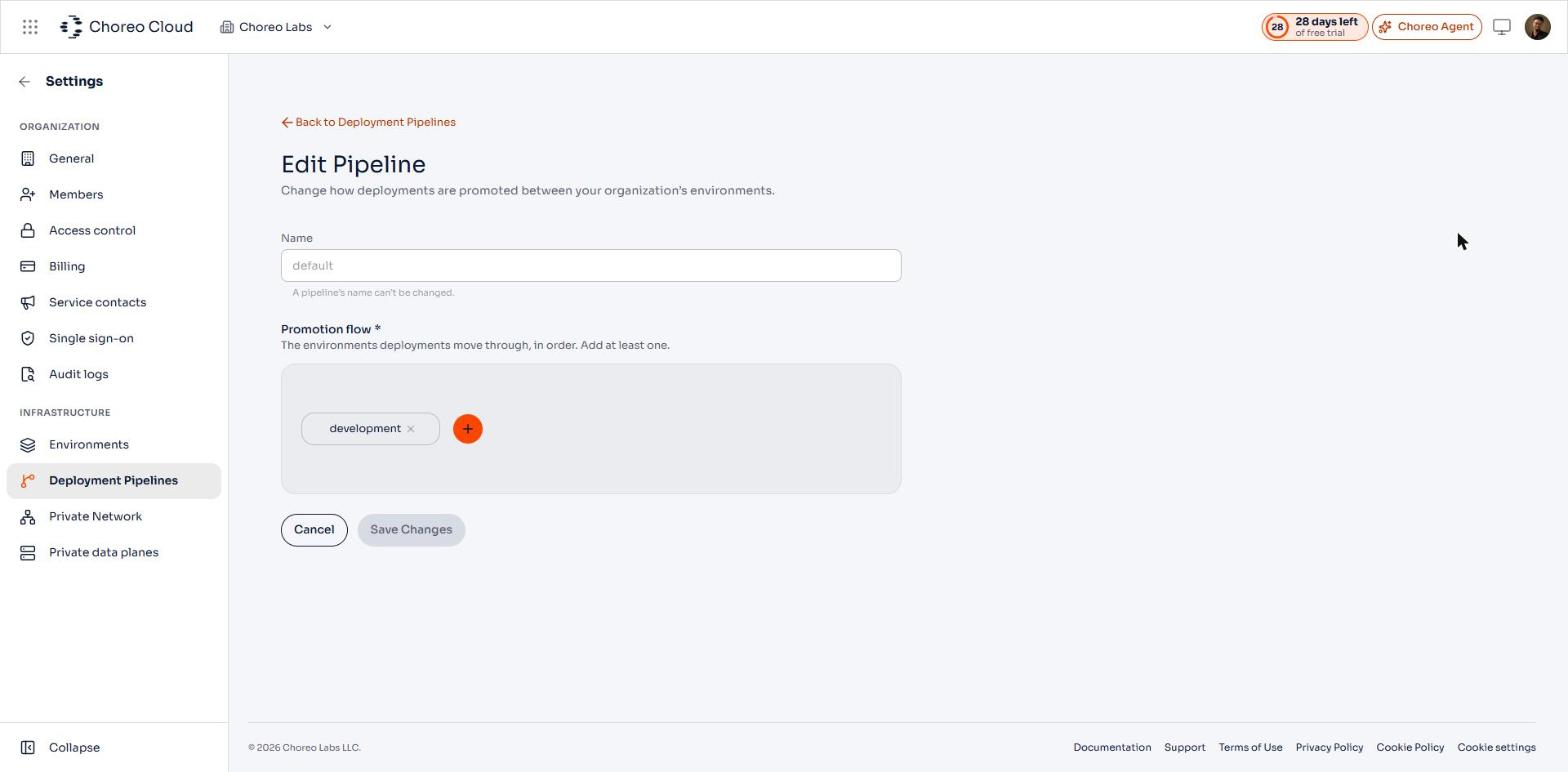 Choreo Cloud
Choreo Labs
28
28 days left
of free trial
Choreo Agent
Settings
ORGANIZATION
General
Members
Access control
Billing
Service contacts
Single sign-on
Audit logs
INFRASTRUCTURE
Environments
Deployment Pipelines
Private Network
Private data planes
Collapse
Back to Deployment Pipelines
Edit Pipeline
Change how deployments are promoted between your organization's environments.
Name
default
A pipeline's name can't be changed.
Promotion flow *
The environments deployments move through, in order. Add at least one.
development
Cancel
Save Changes
© 2026 Choreo Labs LLC.
Documentation
Support
Terms of Use
Privacy Policy
Cookie Policy
Cookie settings